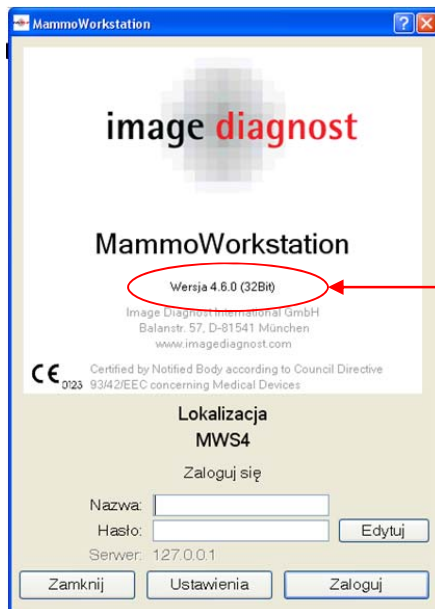 MammoWorkstation
image diagnost
MammoWorkstation
Wersja 4.6.0 (32Bit)
Image Diagnost International GmbH
Balanstr. 57, D-81541 München
www.imagediagnost.com
CE 0123
Certified by Notified Body according to Council Directive
93/42/EEC concerning Medical Devices
Lokalizacja
MWS4
Zaloguj się
Nazwa:
Hasło:
Edytuj
Serwer: 127.0.0.1
Zamknij Ustawienia Zaloguj